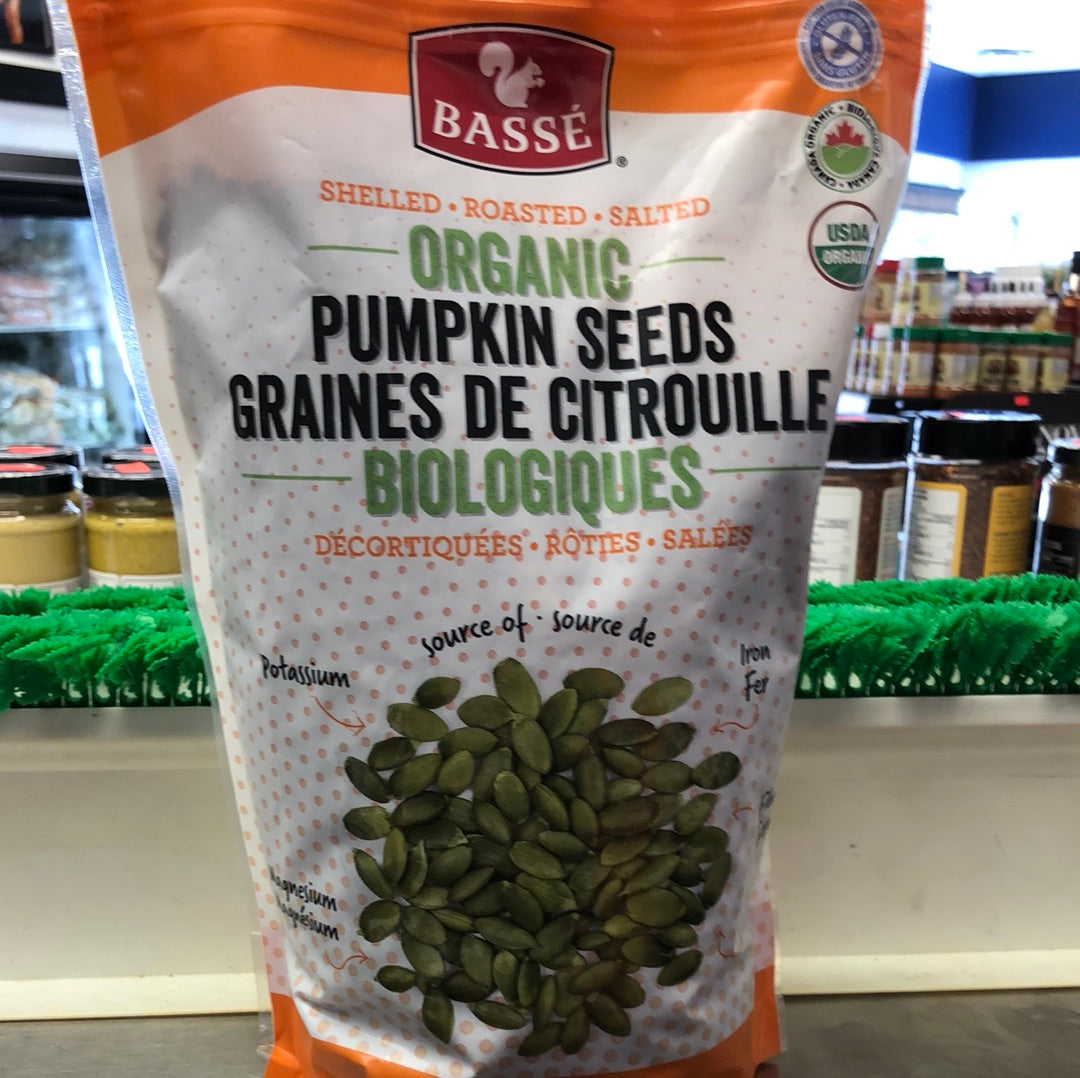 BASSÉ
®
SHELLED • ROASTED • SALTED
ORGANIC
PUMPKIN SEEDS
GRAINES DE CITROUILLE
BIOLOGIQUES
DÉCORTIQUÉES • RÔTIES • SALÉES
CANADA ORGANIC • BIOLOGIQUE CANADA •
USDA
ORGANIC
source of · source de
Potassium
Iron
Fer
Magnesium
Magnésium